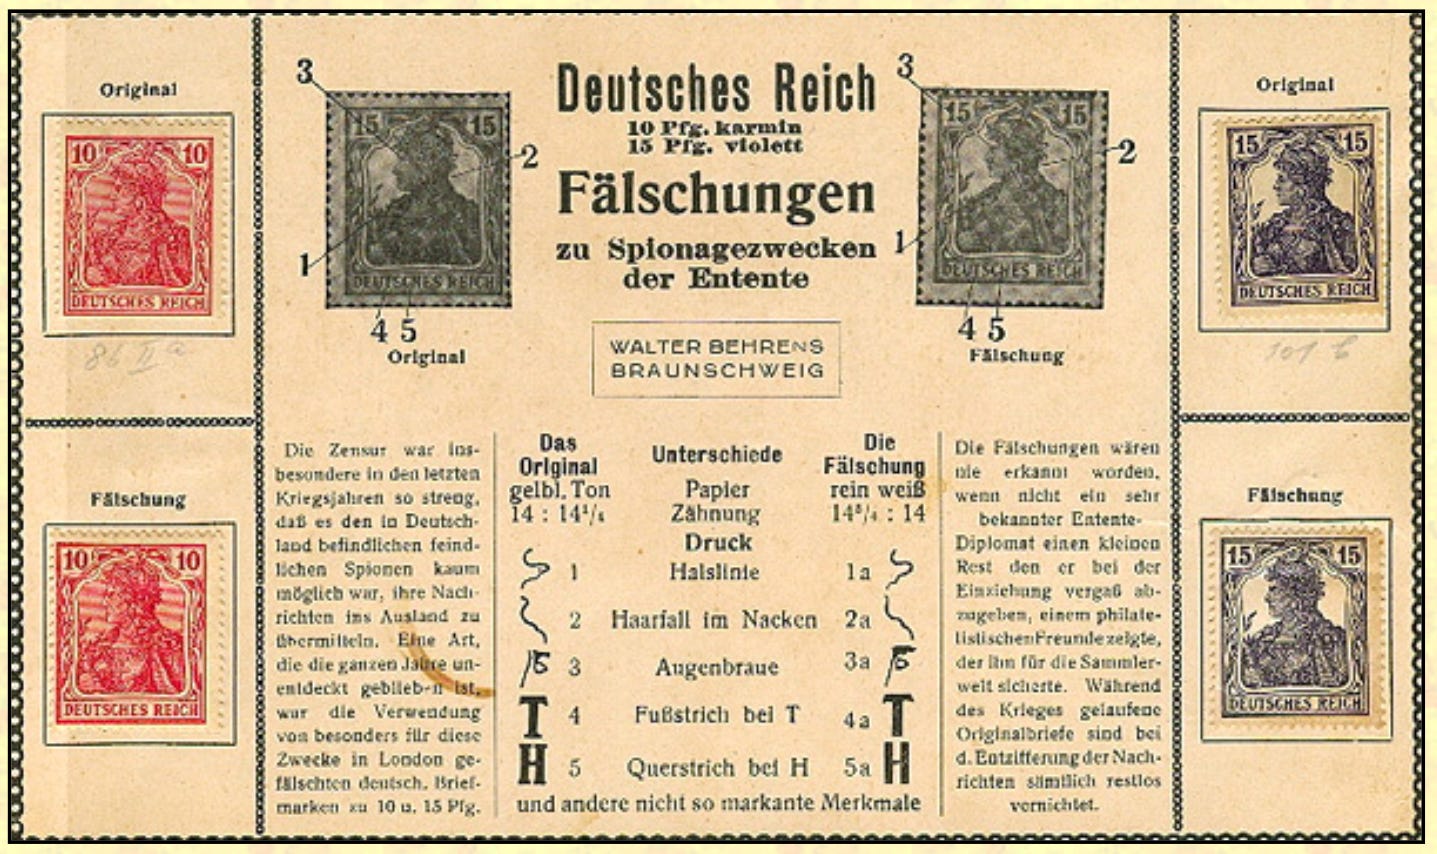 Original
10 10
DEUTSCHES REICH
86 II a
Fälschung
10 10
DEUTSCHES REICH
3
15 15
2
1
DEUTSCHES REICH
4 5
Original
Deutsches Reich
10 Pfg. karmin
15 Pfg. violett
Fälschungen
zu Spionagezwecken
der Entente
WALTER BEHRENS
BRAUNSCHWEIG
3
15 15
2
1
DEUTSCHES REICH
4 5
Fälschung
Original
15 15
DEUTSCHES REICH
101 b
Fälschung
15 15
DEUTSCHES REICH
Die Zensur war ins-
besondere in den letzten
Kriegsjahren so streng,
daß es den in Deutsch-
land befindlichen feind-
lichen Spionen kaum
möglich war, ihre Nach-
richten ins Ausland zu
übermitteln. Eine Art,
die die ganzen Jahre un-
entdeckt geblieben ist,
war die Verwendung
von besonders für diese
Zwecke in London ge-
fälschten deutsch. Brief-
marken zu 10 u. 15 Pfg.
Das Original Unterschiede Die Fälschung
gelbl. Ton Papier rein weiß
14 : 14¹/₄ Zähnung 14³/₄ : 14
Druck
1 Halslinie 1a
2 Haarfall im Nacken 2a
3 Augenbraue 3a
T 4 Fußstrich bei T 4a T
H 5 Querstrich bei H 5a H
und andere nicht so markante Merkmale
Die Fälschungen wären
nie erkannt worden,
wenn nicht ein sehr
bekannter Entente-
Diplomat einen kleinen
Rest den er bei der
Einziehung vergaß ab-
zugeben, einem philate-
listischen Freunde zeigte,
der ihn für die Sammler-
welt sicherte. Während
des Krieges gelaufene
Originalbriefe sind bei
d. Entzifferung der Nach-
richten sämtlich restlos
vernichtet.